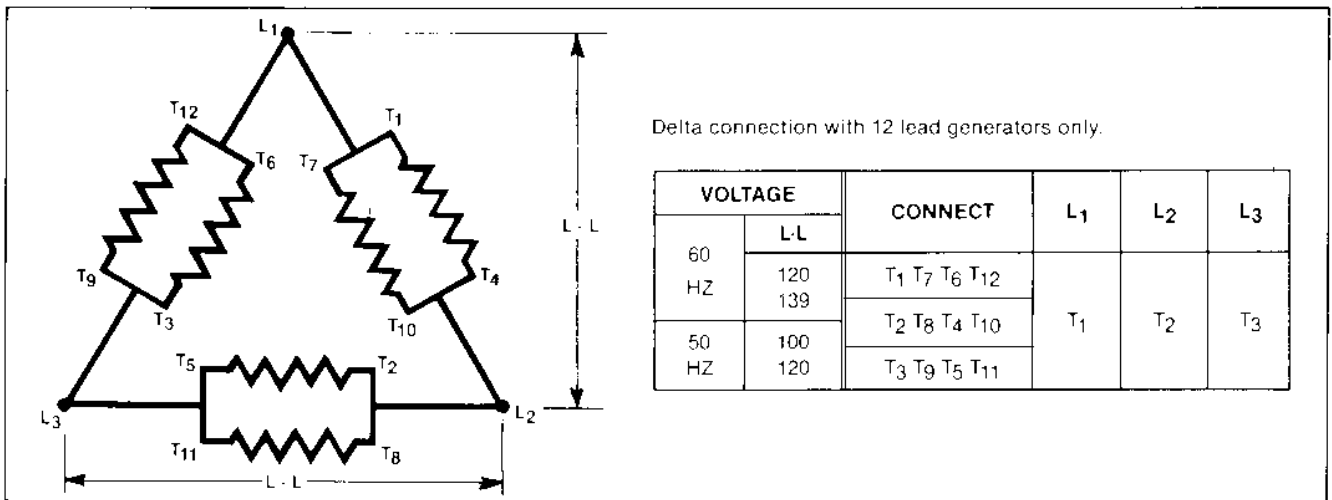 L1
T12
T1
T6
T7
L - L
T9
T4
T3
T10
T5
T2
L3
L2
T11
T8
L - L
Delta connection with 12 lead generators only.
VOLTAGE CONNECT L1 L2 L3
60 HZ L-L
120 139 T1 T7 T6 T12
T2 T8 T4 T10 T1 T2 T3
50 HZ 100 120
T3 T9 T5 T11